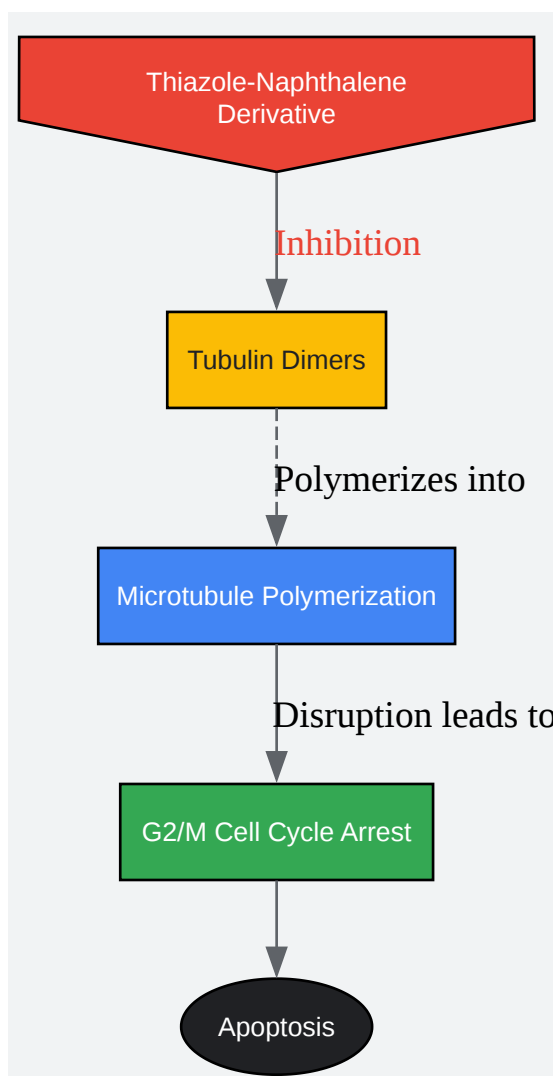 Thiazole-Naphthalene
Derivative
Inhibition
Tubulin Dimers
Polymerizes into
Microtubule Polymerization
Disruption leads to
G2/M Cell Cycle Arrest
Apoptosis